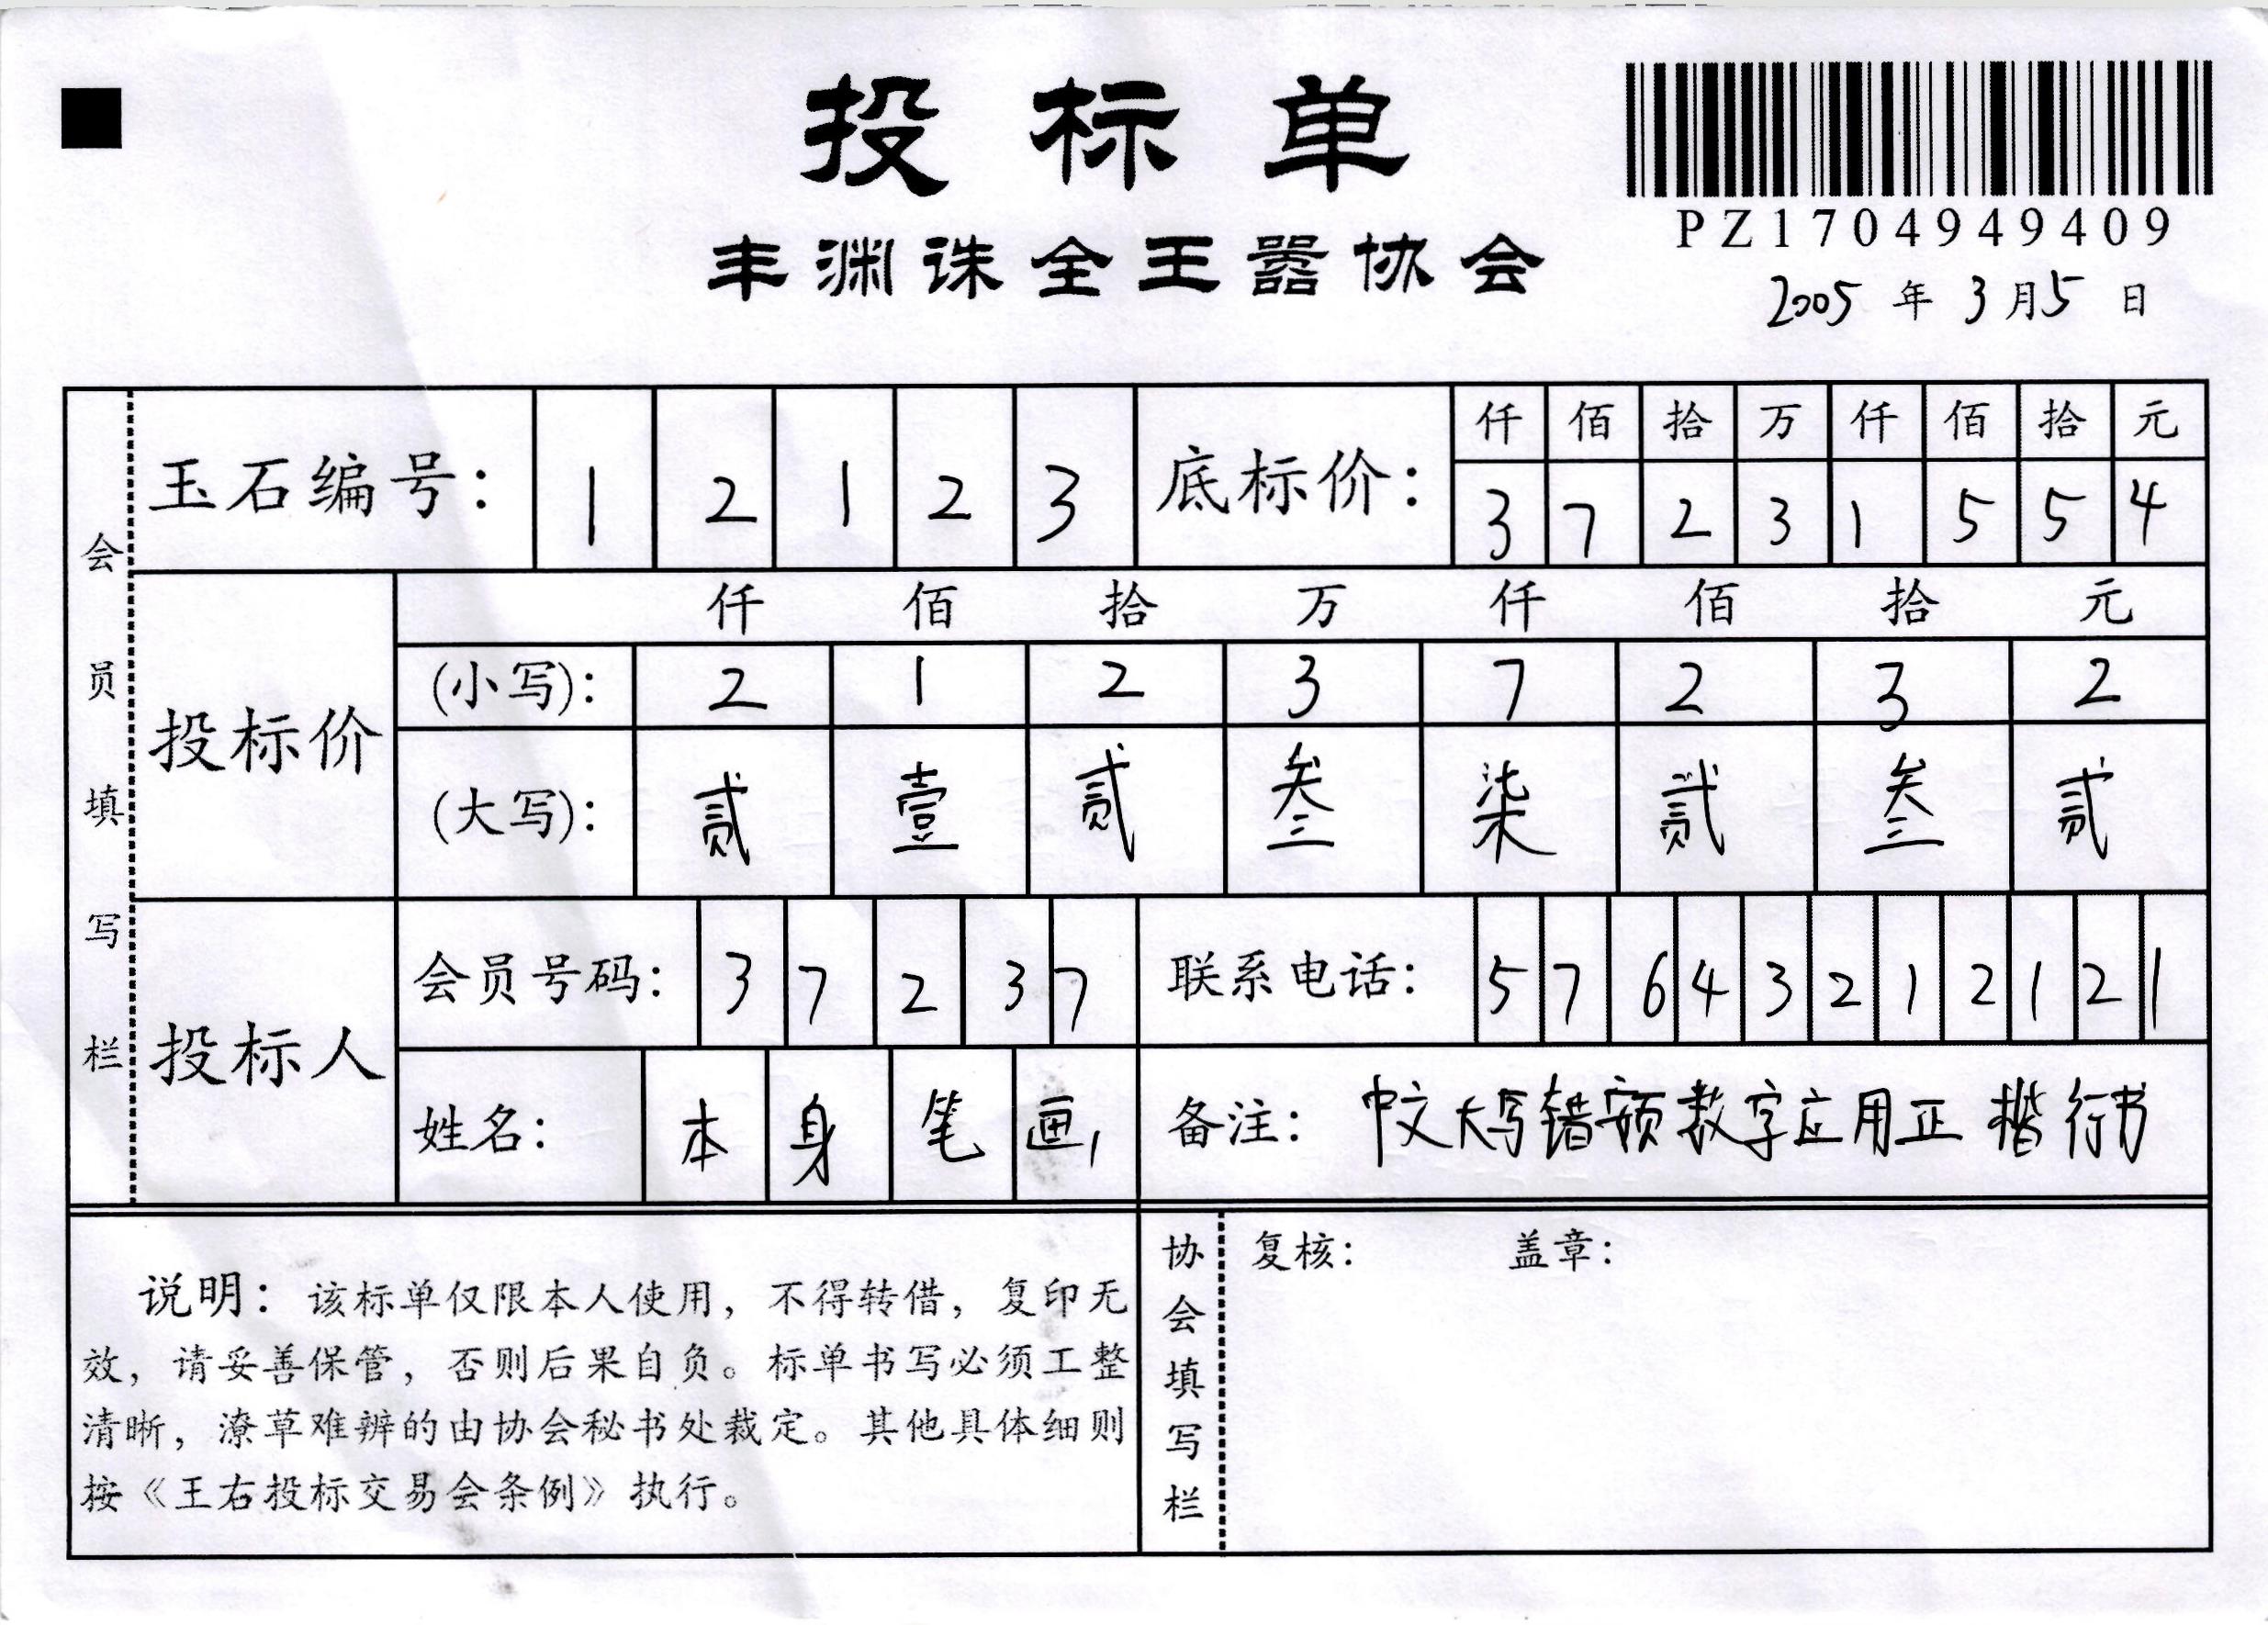 投标单
丰渊诛全王嚣协会
PZ1704949409
2005 年 3 月 5 日
会员填写栏
玉石编号: 1 2 1 2 3
底标价: 仟 佰 拾 万 仟 佰 拾 元
3 7 2 3 1 5 5 4
投标价
仟 佰 拾 万 仟 佰 拾 元
(小写): 2 1 2 3 7 2 3 2
(大写): 贰 壹 贰 叁 柒 贰 叁 贰
投标人
会员号码: 3 7 2 3 7
联系电话: 5 7 6 4 3 2 1 2 1 2 1
姓名: 本身笔画,
备注: 中文大写错额数字应用正楷行书
说明: 该标单仅限本人使用, 不得转借, 复印无
效, 请妥善保管, 否则后果自负。标单书写必须工整
清晰, 潦草难辨的由协会秘书处裁定。其他具体细则
按《王右投标交易会条例》执行。
协会填写栏
复核: 盖章: